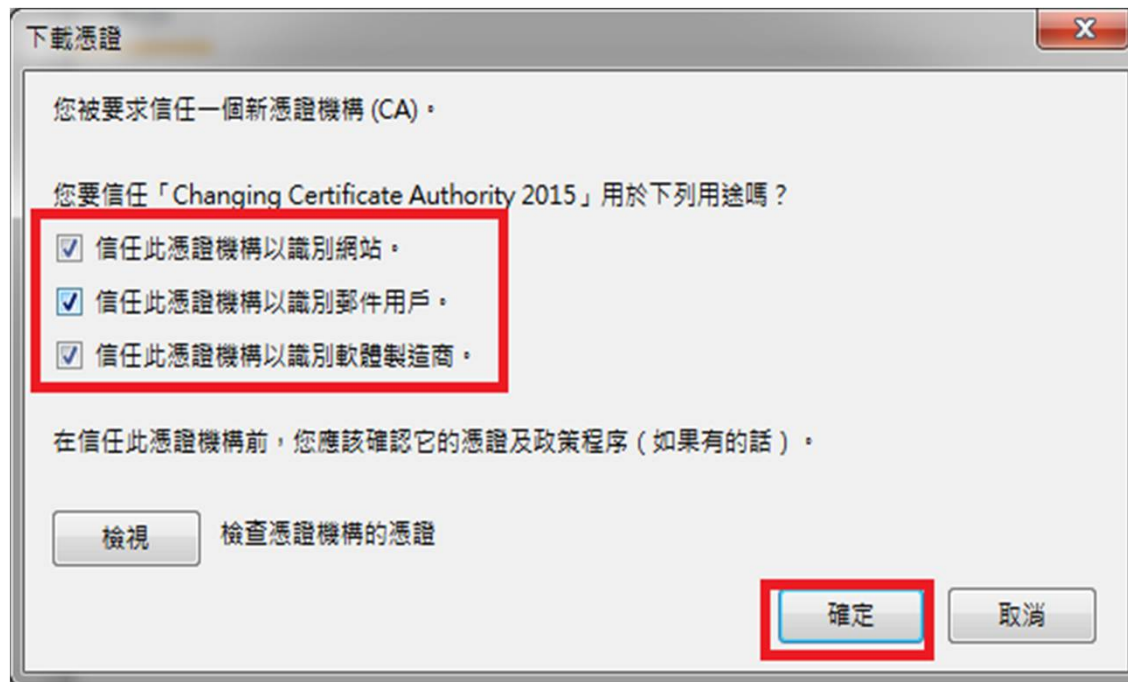 下載憑證
您被要求信任一個新憑證機構 (CA)。
您要信任「Changing Certificate Authority 2015」用於下列用途嗎？
信任此憑證機構以識別網站。
信任此憑證機構以識別郵件用戶。
信任此憑證機構以識別軟體製造商。
在信任此憑證機構前，您應該確認它的憑證及政策程序（如果有的話）。
檢視 檢查憑證機構的憑證
確定 取消